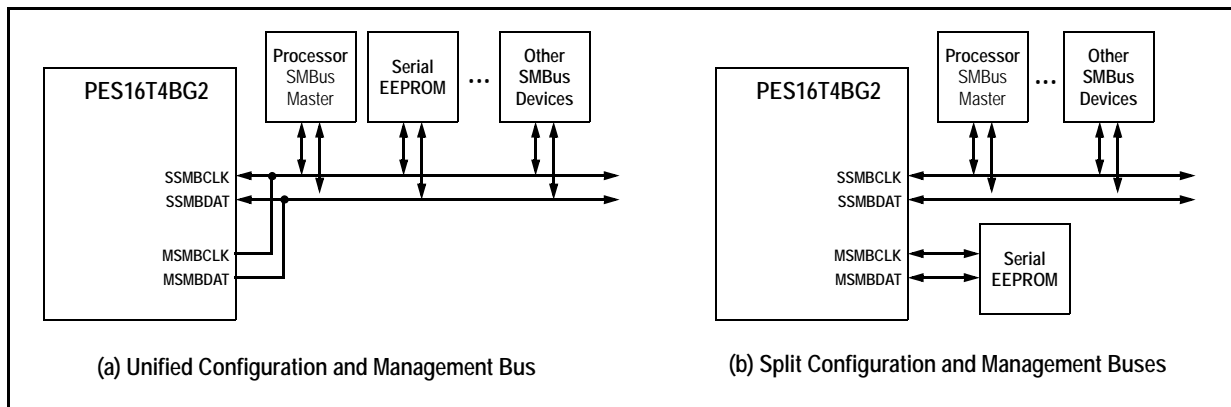 PES16T4BG2
Processor
SMBus
Master
Serial
EEPROM
...
Other
SMBus
Devices
SSMBCLK
SSMBDAT
MSMBCLK
MSMBDAT
(a) Unified Configuration and Management Bus
PES16T4BG2
Processor
SMBus
Master
...
Other
SMBus
Devices
SSMBCLK
SSMBDAT
MSMBCLK
MSMBDAT
Serial
EEPROM
(b) Split Configuration and Management Buses